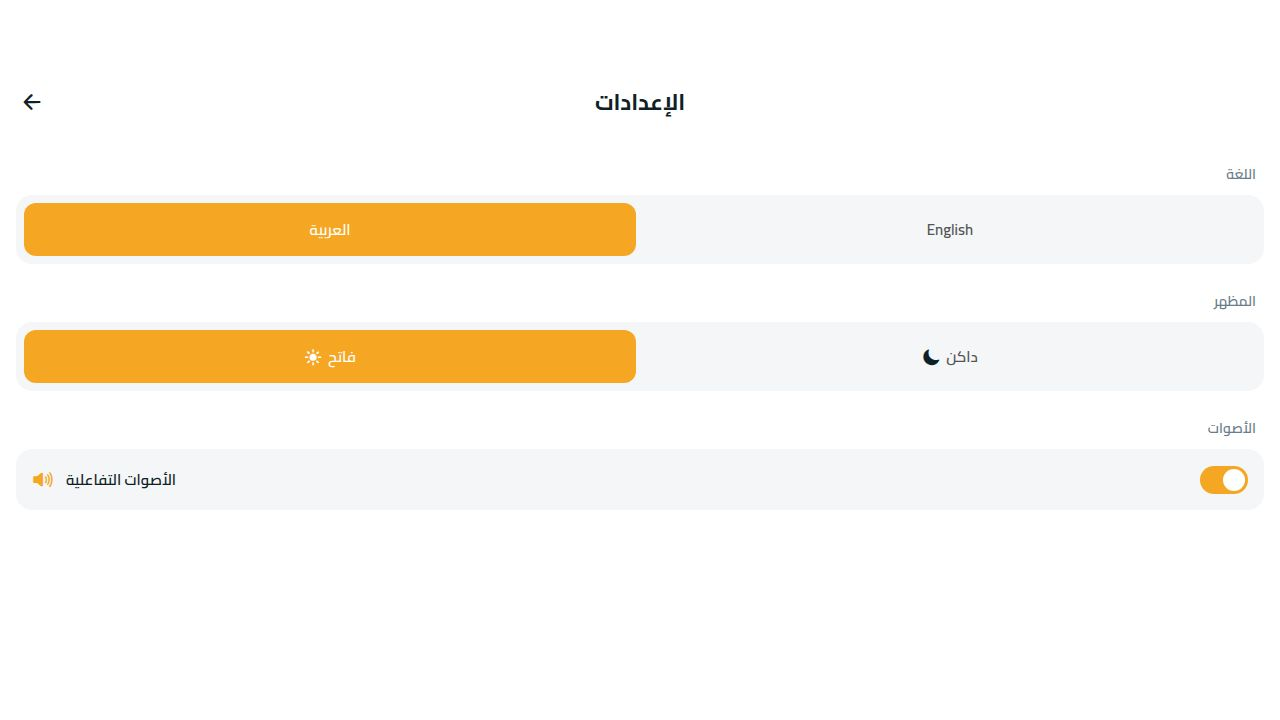 الإعدادات
اللغة
العربية
English
المظهر
فاتح
داكن
الأصوات
الأصوات التفاعلية